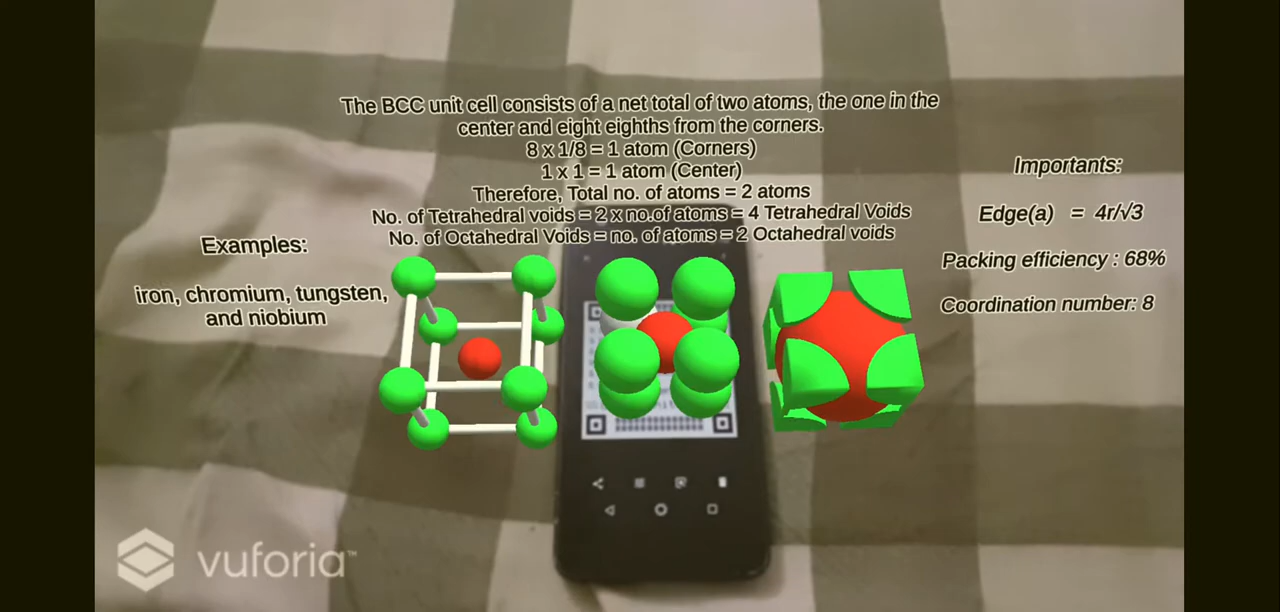 The BCC unit cell consists of a net total of two atoms, the one in the
center and eight eighths from the corners.
8 x 1/8 = 1 atom (Corners)
1 x 1 = 1 atom (Center)
Therefore, Total no. of atoms = 2 atoms
No. of Tetrahedral voids = 2 x no.of atoms = 4 Tetrahedral Voids
No. of Octahedral Voids = no. of atoms = 2 Octahedral voids
Examples:
iron, chromium, tungsten,
and niobium
Importants:
Edge(a) = 4r/√3
Packing efficiency : 68%
Coordination number: 8
vuforia™